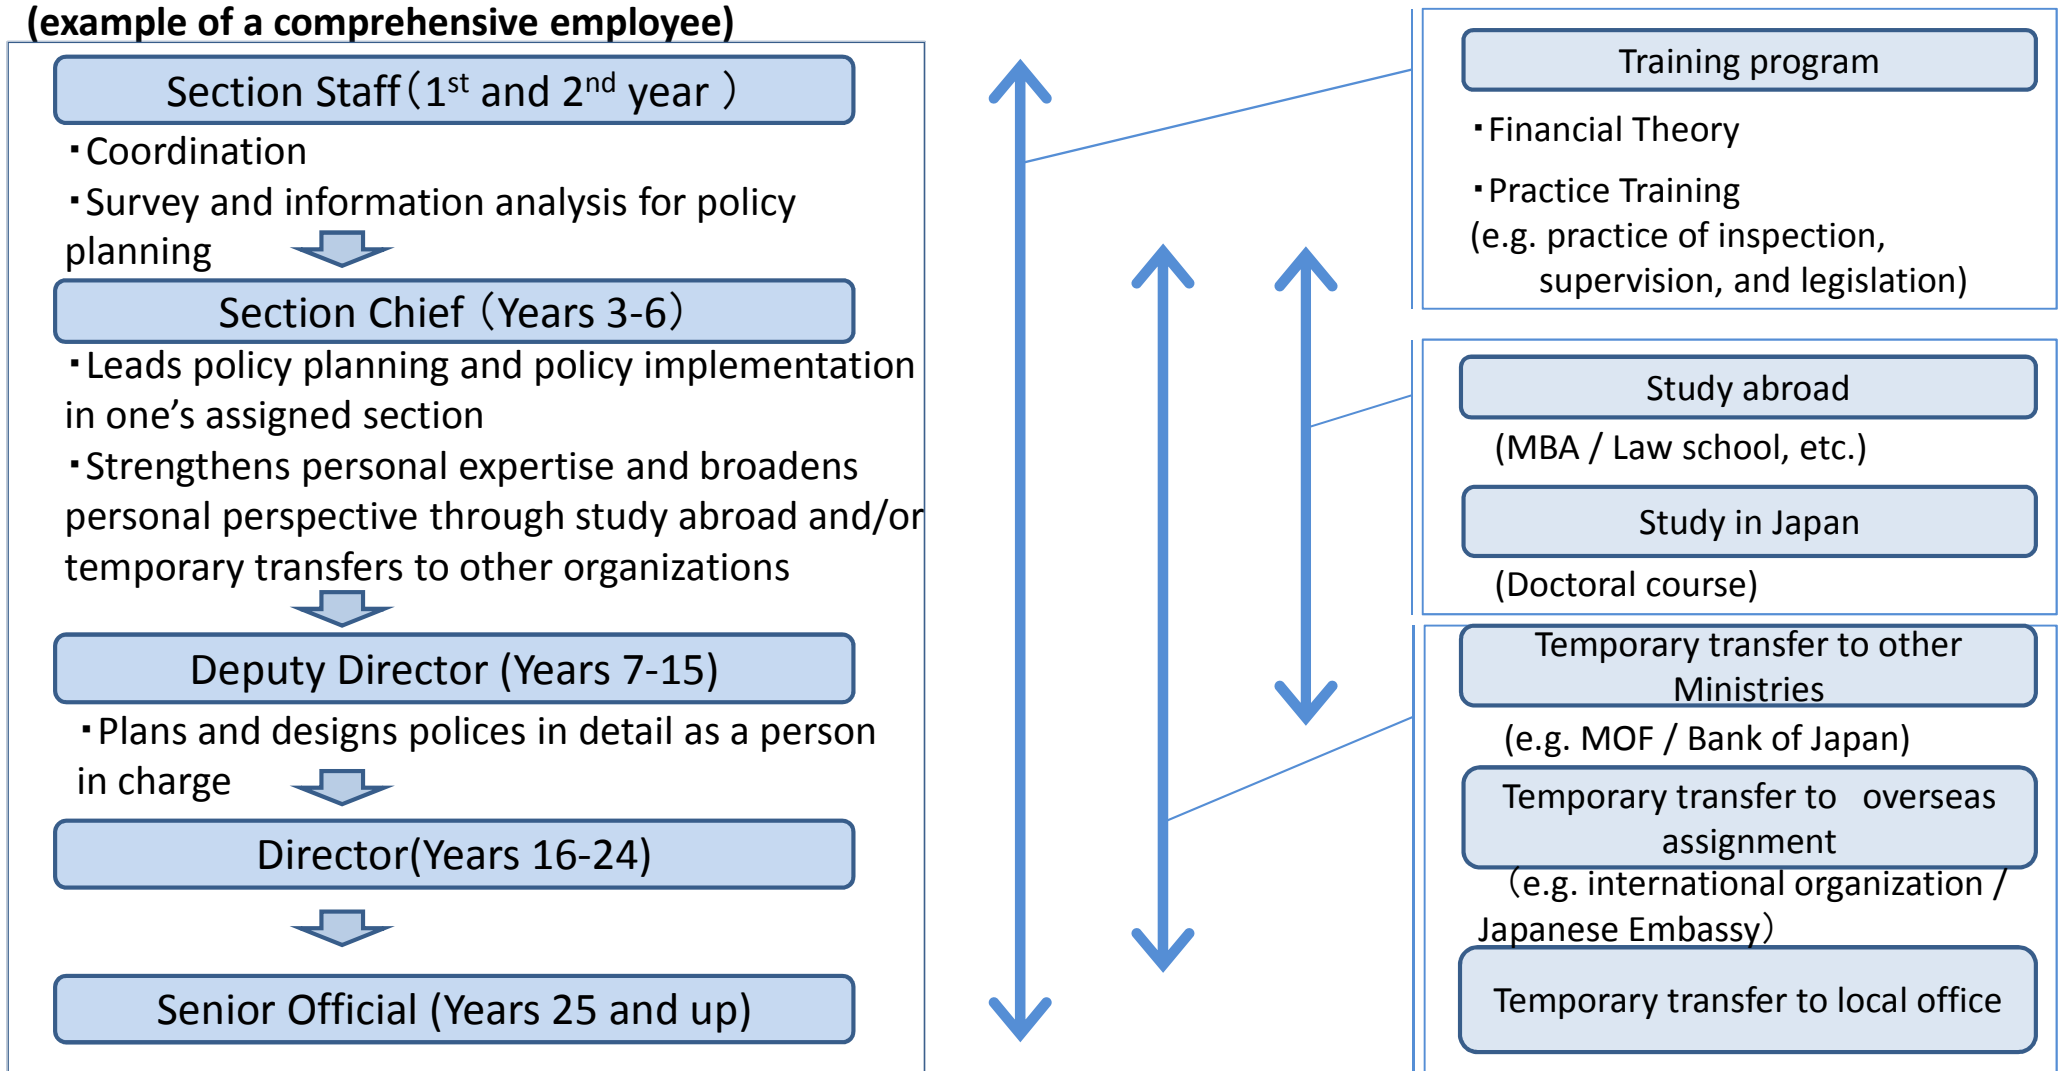 (example of a comprehensive employee)
Section Staff（1st and 2nd year ）
・Coordination
・Survey and information analysis for policy
planning
Section Chief（Years 3-6）
・Leads policy planning and policy implementation
in one’s assigned section
・Strengthens personal expertise and broadens
personal perspective through study abroad and/or
temporary transfers to other organizations
Deputy Director (Years 7-15)
・Plans and designs polices in detail as a person
in charge
Director(Years 16-24)
Senior Official (Years 25 and up)
Training program
・Financial Theory
・Practice Training
(e.g. practice of inspection,
supervision, and legislation)
Study abroad
(MBA / Law school, etc.)
Study in Japan
(Doctoral course)
Temporary transfer to other
Ministries
(e.g. MOF / Bank of Japan)
Temporary transfer to overseas
assignment
（e.g. international organization /
Japanese Embassy）
Temporary transfer to local office